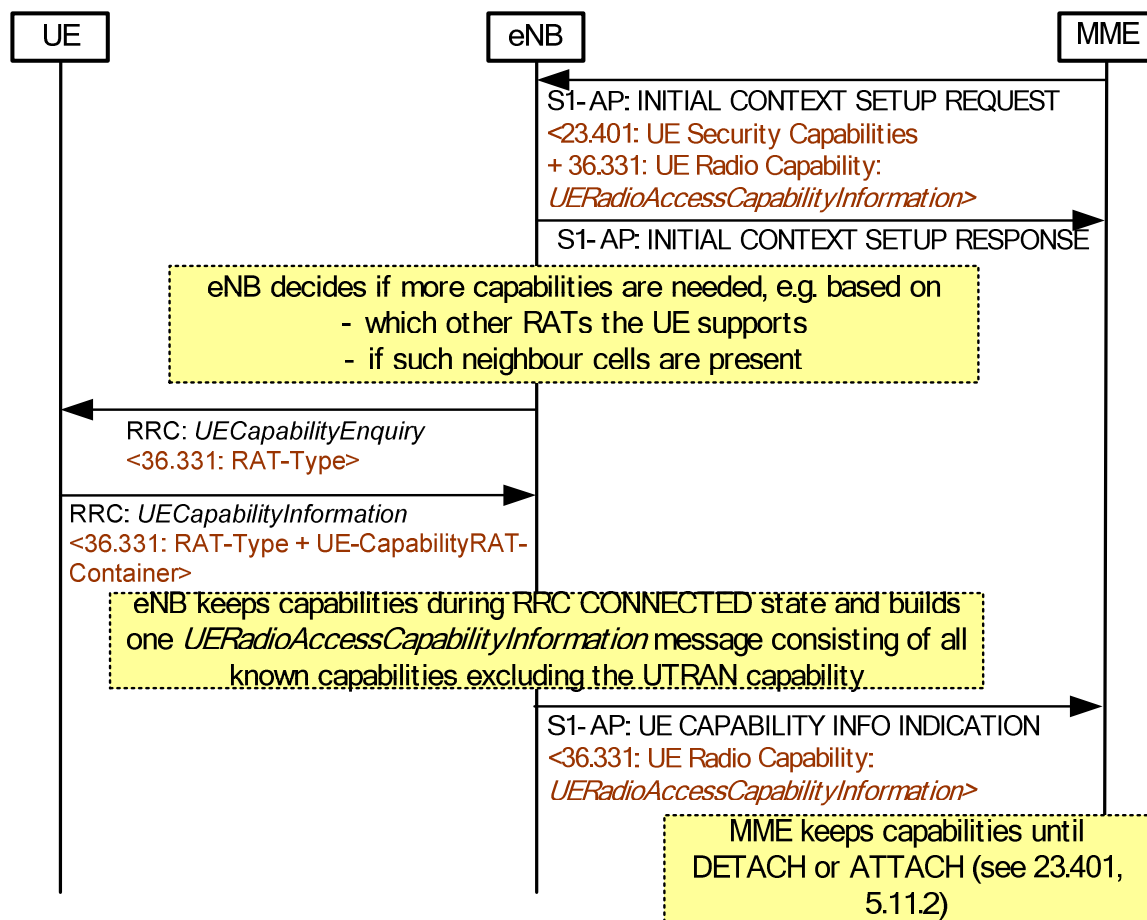 UE
eNB
MME
S1-AP: INITIAL CONTEXT SETUP REQUEST
<23.401: UE Security Capabilities
+ 36.331: UE Radio Capability:
UERadioAccessCapabilityInformation>
S1-AP: INITIAL CONTEXT SETUP RESPONSE
eNB decides if more capabilities are needed, e.g. based on
- which other RATs the UE supports
- if such neighbour cells are present
RRC: UECapabilityEnquiry
<36.331: RAT-Type>
RRC: UECapabilityInformation
<36.331: RAT-Type + UE-CapabilityRAT-
Container>
eNB keeps capabilities during RRC CONNECTED state and builds
one UERadioAccessCapabilityInformation message consisting of all
known capabilities excluding the UTRAN capability
S1-AP: UE CAPABILITY INFO INDICATION
<36.331: UE Radio Capability:
UERadioAccessCapabilityInformation>
MME keeps capabilities until
DETACH or ATTACH (see 23.401,
5.11.2)